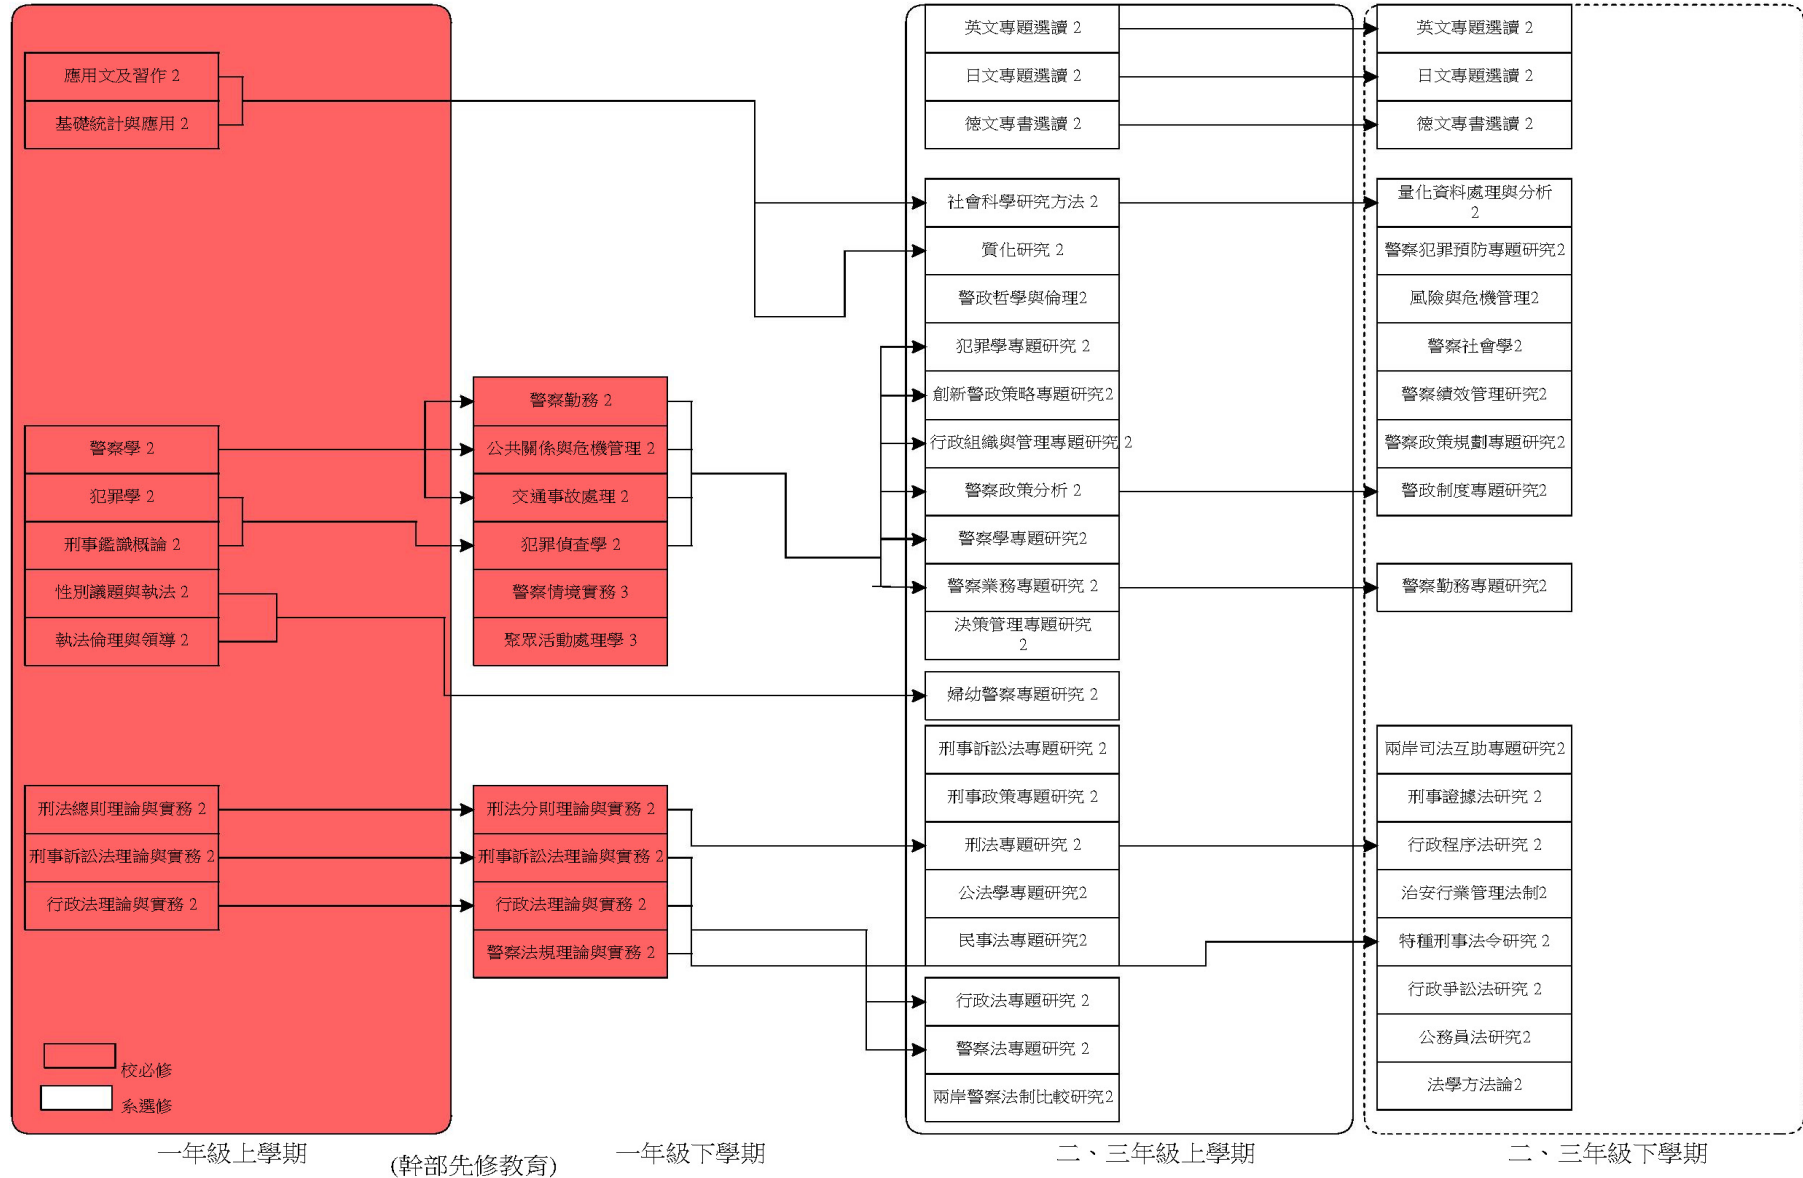 應用文及習作 2
基礎統計與應用 2
警察學 2
犯罪學 2
刑事鑑識概論 2
性別議題與執法 2
執法倫理與領導 2
刑法總則理論與實務 2
刑事訴訟法理論與實務 2
行政法理論與實務 2
校必修
系選修
一年級上學期
(幹部先修教育)
警察勤務 2
公共關係與危機管理 2
交通事故處理 2
犯罪偵查學 2
警察情境實務 3
聚眾活動處理學 3
刑法分則理論與實務 2
刑事訴訟法理論與實務 2
行政法理論與實務 2
警察法規理論與實務 2
一年級下學期
英文專題選讀 2
日文專題選讀 2
德文專書選讀 2
社會科學研究方法 2
質化研究 2
警政哲學與倫理2
犯罪學專題研究 2
創新警政策略專題研究2
行政組織與管理專題研究 2
警察政策分析 2
警察學專題研究2
警察業務專題研究 2
決策管理專題研究
2
婦幼警察專題研究 2
刑事訴訟法專題研究 2
刑事政策專題研究 2
刑法專題研究 2
公法學專題研究2
民事法專題研究2
行政法專題研究 2
警察法專題研究 2
兩岸警察法制比較研究2
二、三年級上學期
英文專題選讀 2
日文專題選讀 2
德文專書選讀 2
量化資料處理與分析
2
警察犯罪預防專題研究2
風險與危機管理2
警察社會學2
警察績效管理研究2
警察政策規劃專題研究2
警政制度專題研究2
警察勤務專題研究2
兩岸司法互助專題研究2
刑事證據法研究 2
行政程序法研究 2
治安行業管理法制2
特種刑事法令研究 2
行政爭訟法研究 2
公務員法研究2
法學方法論2
二、三年級下學期